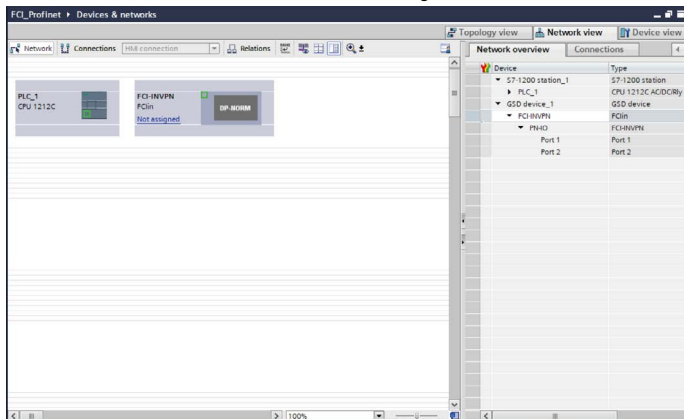 FCI_Profinet ▸ Devices & networks
Topology view Network view Device view
Network Connections HMI connection Relations
Network overview Connections
Device Type
S7-1200 station_1 S7-1200 station
PLC_1 CPU 1212C AC/DC/Rly
GSD device_1 GSD device
FCI-INVPN FClin
PN-IO FCI-INVPN
Port 1 Port 1
Port 2 Port 2
PLC_1
CPU 1212C
FCI-INVPN
FClin
Not assigned
DP-NORM
100%